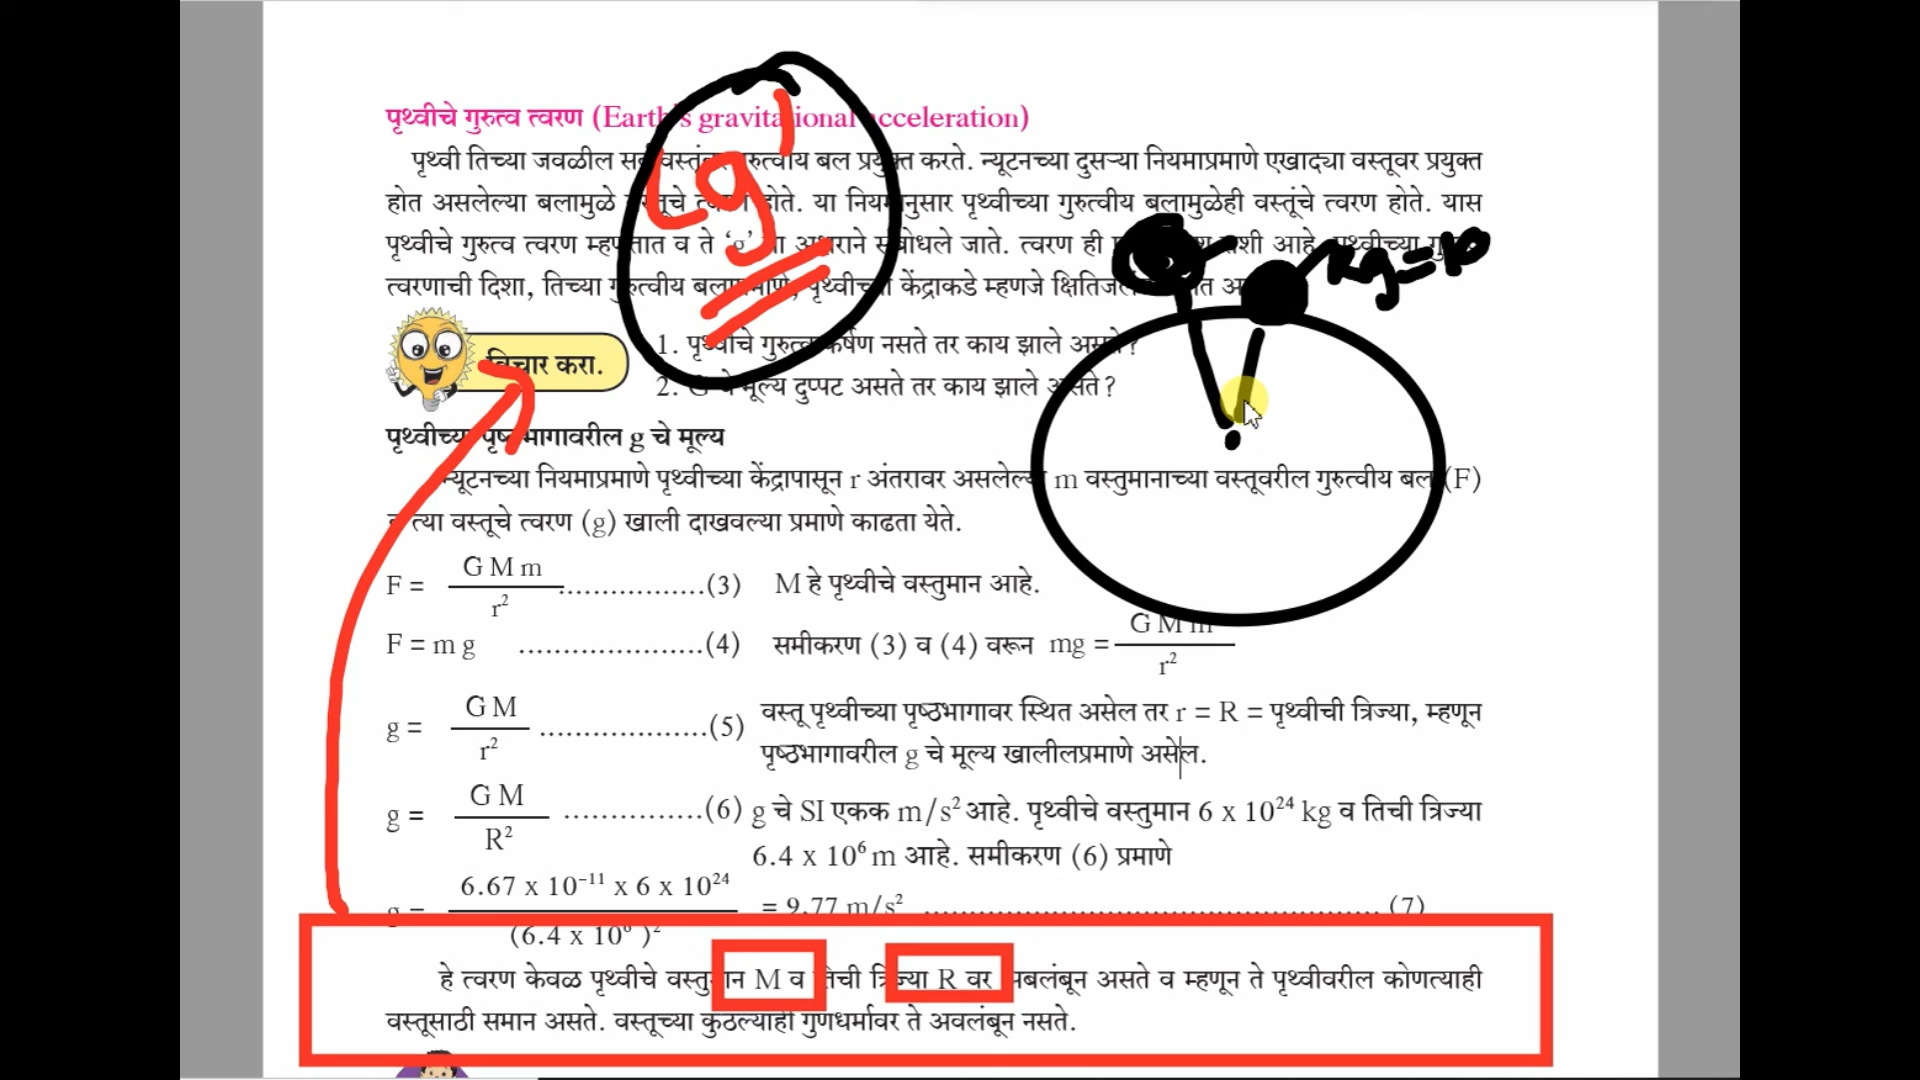 पृथ्वीचे गुरुत्व त्वरण (Earth's gravitational acceleration)
पृथ्वी तिच्या जवळील सर्व वस्तूंवर गुरुत्वीय बल प्रयुक्त करते. न्यूटनच्या दुसऱ्या नियमाप्रमाणे एखाद्या वस्तूवर प्रयुक्त
होत असलेल्या बलामुळे वस्तूचे त्वरण होते. या नियमानुसार पृथ्वीच्या गुरुत्वीय बलामुळेही वस्तूंचे त्वरण होते. यास
पृथ्वीचे गुरुत्व त्वरण म्हणतात व ते 'g' या अक्षराने संबोधले जाते. त्वरण ही राशी आहे. पृथ्वीच्या
त्वरणाची दिशा, तिच्या गुरुत्वीय बलाप्रमाणे, पृथ्वीच्या केंद्राकडे म्हणजे
g
kg=10
विचार करा.
1. पृथ्वीचे गुरुत्वाकर्षण नसते तर काय झाले असते?
2. G चे मूल्य दुप्पट असते तर काय झाले असते?
पृथ्वीच्या पृष्ठभागावरील g चे मूल्य
न्यूटनच्या नियमाप्रमाणे पृथ्वीच्या केंद्रापासून r अंतरावर असलेल्या m वस्तुमानाच्या वस्तूवरील गुरुत्वीय बल (F)
व त्या वस्तूचे त्वरण (g) खाली दाखवल्या प्रमाणे काढता येते.
F = G M m / r² ................(3) M हे पृथ्वीचे वस्तुमान आहे.
F = m g .....................(4) समीकरण (3) व (4) वरून mg = G M m / r²
g = G M / r² ...................(5) वस्तू पृथ्वीच्या पृष्ठभागावर स्थित असेल तर r = R = पृथ्वीची त्रिज्या, म्हणून
पृष्ठभागावरील g चे मूल्य खालीलप्रमाणे असेल.
g = G M / R² ...............(6) g चे SI एकक m/s² आहे. पृथ्वीचे वस्तुमान 6 x 10²⁴ kg व तिची त्रिज्या
6.4 x 10⁶ m आहे. समीकरण (6) प्रमाणे
g = 6.67 x 10⁻¹¹ x 6 x 10²⁴ / (6.4 x 10⁶ )² = 9.77 m/s² .................................................... (7)
हे त्वरण केवळ पृथ्वीचे वस्तुमान M व तिची त्रिज्या R वर अवलंबून असते व म्हणून ते पृथ्वीवरील कोणत्याही
वस्तूसाठी समान असते. वस्तूच्या कुठल्याही गुणधर्मावर ते अवलंबून नसते.